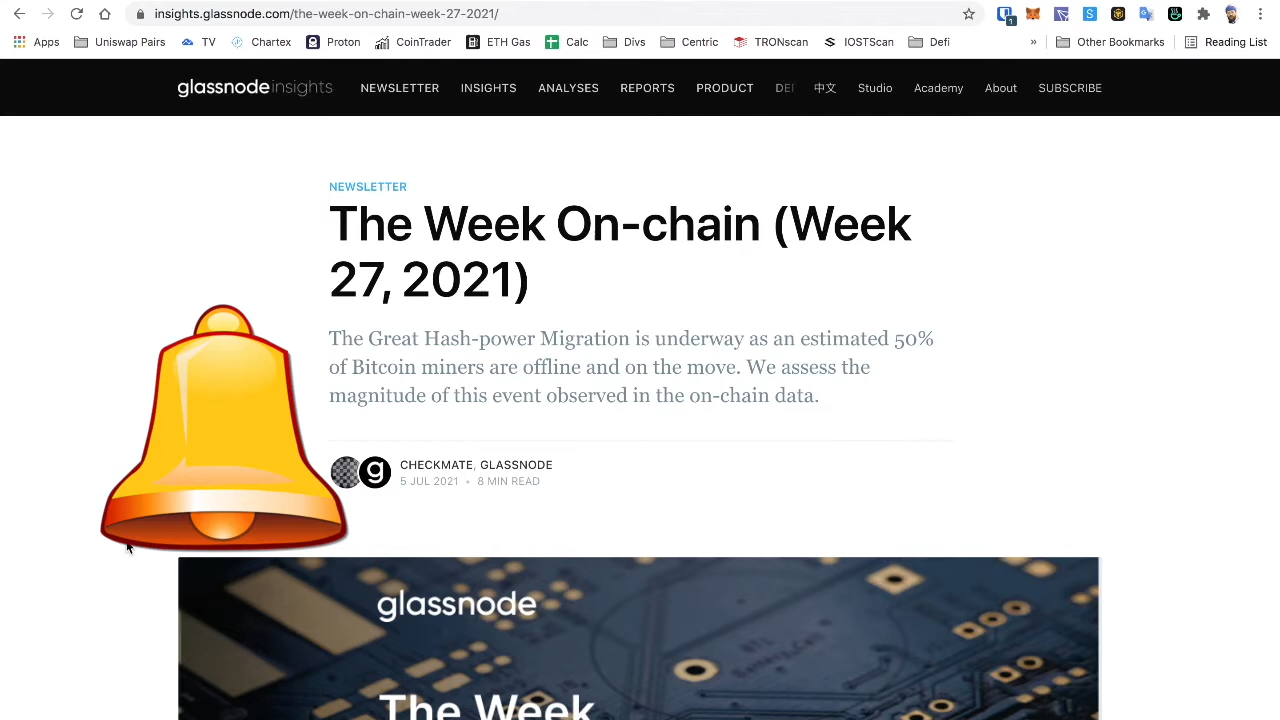 insights.glassnode.com/the-week-on-chain-week-27-2021/
1
Apps Uniswap Pairs TV Chartex Proton CoinTrader ETH Gas Calc Divs Centric TRONscan IOSTScan Defi » Other Bookmarks Reading List
glassnodeinsights NEWSLETTER INSIGHTS ANALYSES REPORTS PRODUCT 中文 Studio Academy About SUBSCRIBE
NEWSLETTER
The Week On-chain (Week
27, 2021)
The Great Hash-power Migration is underway as an estimated 50%
of Bitcoin miners are offline and on the move. We assess the
magnitude of this event observed in the on-chain data.
g
CHECKMATE, GLASSNODE
5 JUL 2021 • 8 MIN READ
glassnode
The Week